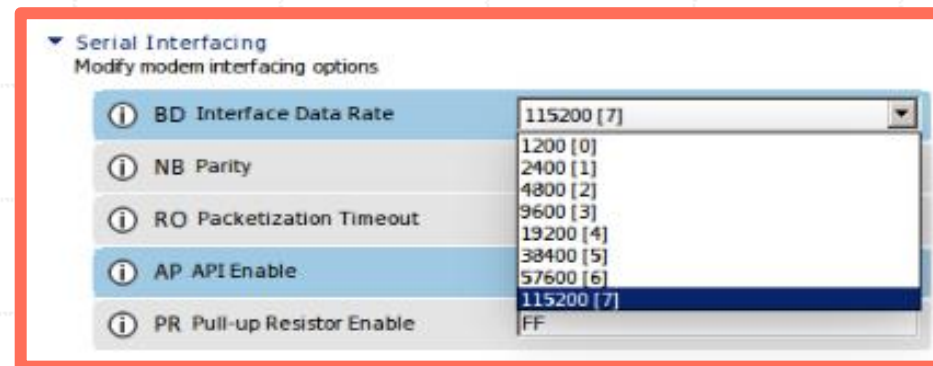 Serial Interfacing
Modify modem interfacing options
BD Interface Data Rate
115200 [7]
1200 [0]
2400 [1]
4800 [2]
9600 [3]
19200 [4]
38400 [5]
57600 [6]
115200 [7]
NB Parity
RO Packetization Timeout
AP API Enable
PR Pull-up Resistor Enable
FF